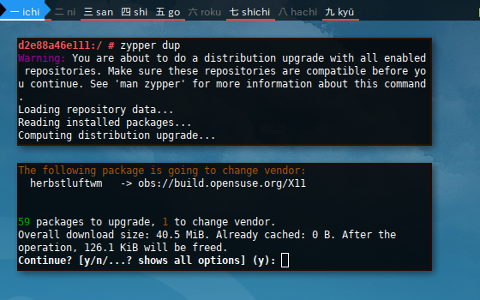 一 ichi 二 ni 三 san 四 shi 五 go 六 roku 七 shichi 八 hachi 九 kyū
d2e88a46e111:/ # zypper dup
Warning: You are about to do a distribution upgrade with all enabled
repositories. Make sure these repositories are compatible before yo
u continue. See 'man zypper' for more information about this command
.
Loading repository data...
Reading installed packages...
Computing distribution upgrade...
The following package is going to change vendor:
herbstluftwm -> obs://build.opensuse.org/X11
59 packages to upgrade, 1 to change vendor.
Overall download size: 40.5 MiB. Already cached: 0 B. After the
operation, 126.1 KiB will be freed.
Continue? [y/n/...? shows all options] (y):